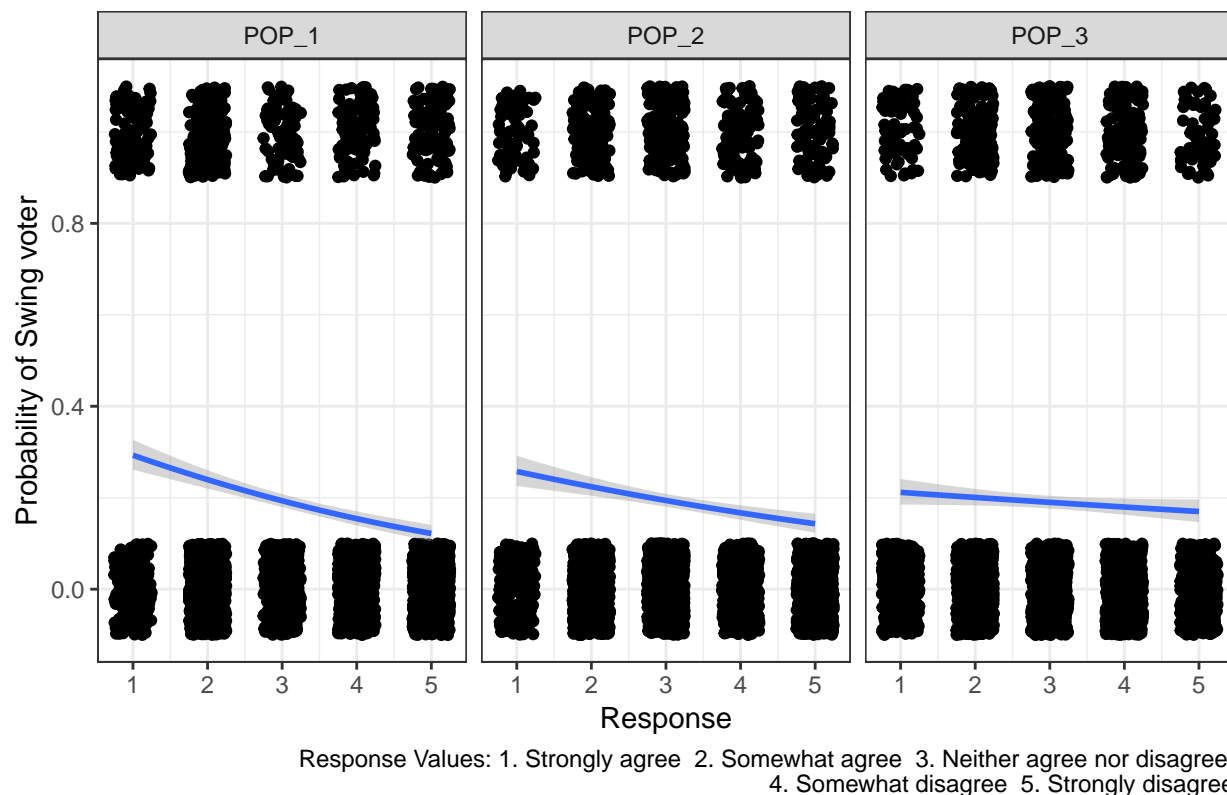 POP_1 POP_2 POP_3
Probability of Swing voter
0.8
0.4
0.0
1 2 3 4 5 1 2 3 4 5 1 2 3 4 5
Response
Response Values: 1. Strongly agree 2. Somewhat agree 3. Neither agree nor disagree
4. Somewhat disagree 5. Strongly disagree